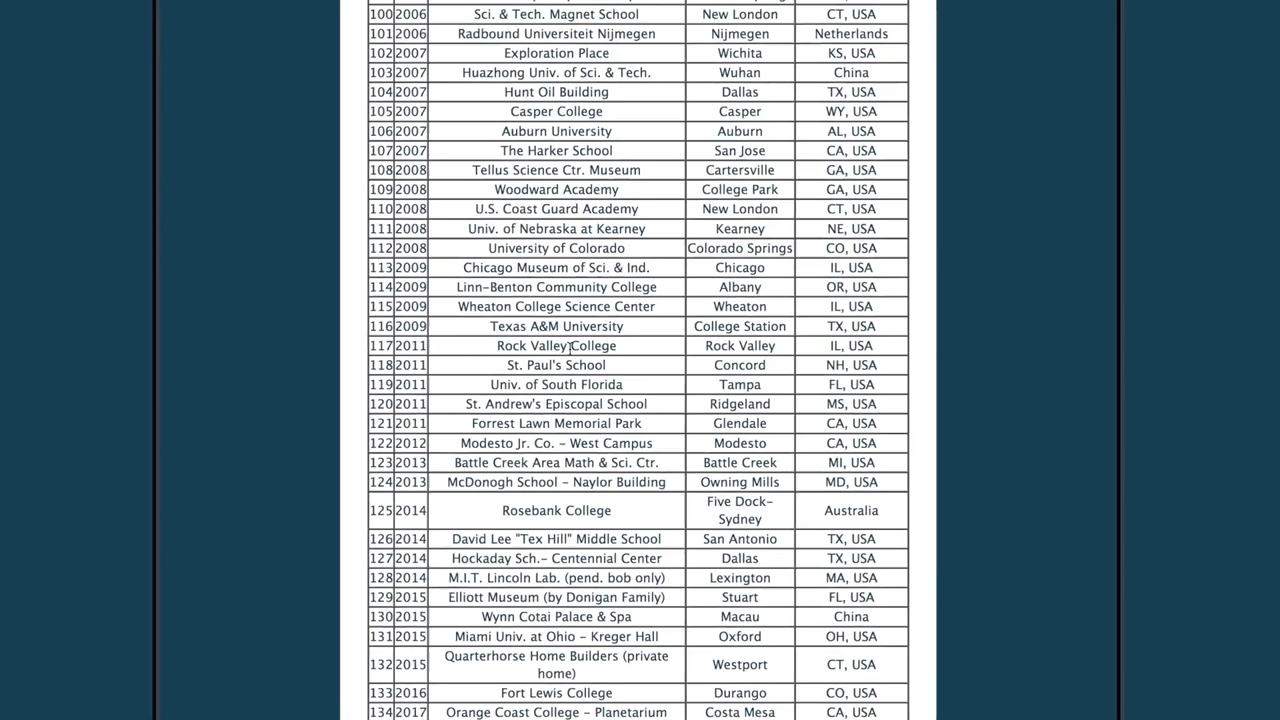 100 2006 Sci. & Tech. Magnet School New London CT, USA
101 2006 Radbound Universiteit Nijmegen Nijmegen Netherlands
102 2007 Exploration Place Wichita KS, USA
103 2007 Huazhong Univ. of Sci. & Tech. Wuhan China
104 2007 Hunt Oil Building Dallas TX, USA
105 2007 Casper College Casper WY, USA
106 2007 Auburn University Auburn AL, USA
107 2007 The Harker School San Jose CA, USA
108 2008 Tellus Science Ctr. Museum Cartersville GA, USA
109 2008 Woodward Academy College Park GA, USA
110 2008 U.S. Coast Guard Academy New London CT, USA
111 2008 Univ. of Nebraska at Kearney Kearney NE, USA
112 2008 University of Colorado Colorado Springs CO, USA
113 2009 Chicago Museum of Sci. & Ind. Chicago IL, USA
114 2009 Linn-Benton Community College Albany OR, USA
115 2009 Wheaton College Science Center Wheaton IL, USA
116 2009 Texas A&M University College Station TX, USA
117 2011 Rock Valley College Rock Valley IL, USA
118 2011 St. Paul's School Concord NH, USA
119 2011 Univ. of South Florida Tampa FL, USA
120 2011 St. Andrew's Episcopal School Ridgeland MS, USA
121 2011 Forrest Lawn Memorial Park Glendale CA, USA
122 2012 Modesto Jr. Co. – West Campus Modesto CA, USA
123 2013 Battle Creek Area Math & Sci. Ctr. Battle Creek MI, USA
124 2013 McDonogh School – Naylor Building Owning Mills MD, USA
125 2014 Rosebank College Five Dock–
Sydney Australia
126 2014 David Lee "Tex Hill" Middle School San Antonio TX, USA
127 2014 Hockaday Sch.– Centennial Center Dallas TX, USA
128 2014 M.I.T. Lincoln Lab. (pend. bob only) Lexington MA, USA
129 2015 Elliott Museum (by Donigan Family) Stuart FL, USA
130 2015 Wynn Cotai Palace & Spa Macau China
131 2015 Miami Univ. at Ohio – Kreger Hall Oxford OH, USA
132 2015 Quarterhorse Home Builders (private
home) Westport CT, USA
133 2016 Fort Lewis College Durango CO, USA
134 2017 Orange Coast College – Planetarium Costa Mesa CA, USA